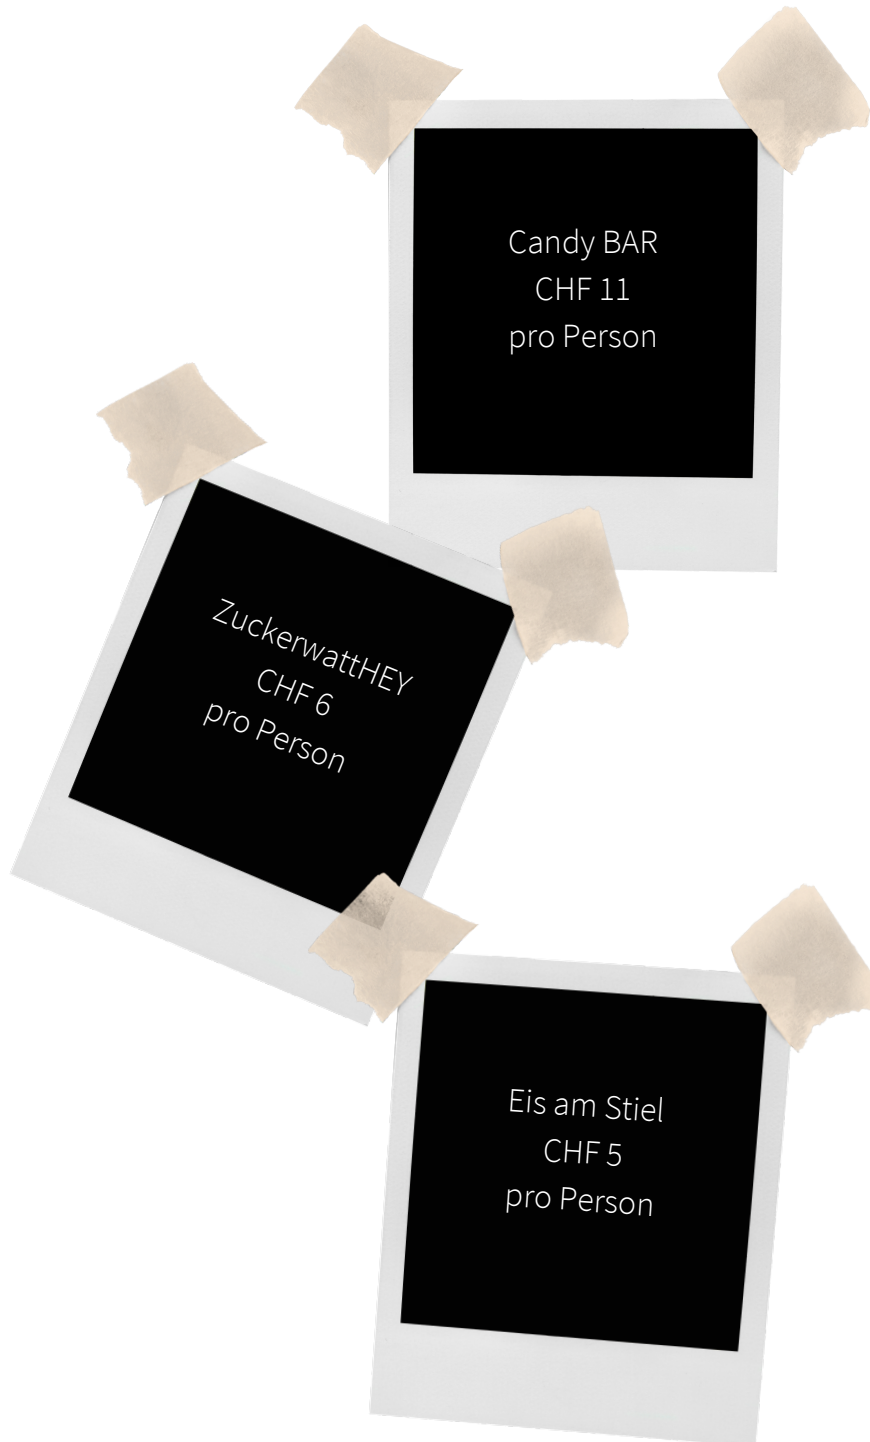 Candy BAR
CHF 11
pro Person
ZuckerwattHEY
CHF 6
pro Person
Eis am Stiel
CHF 5
pro Person